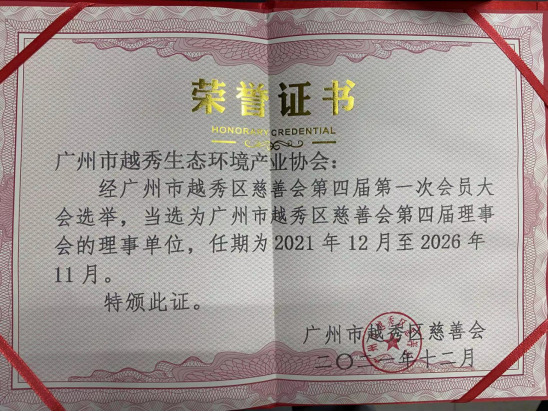 荣誉证书
HONORARY CREDENTIAL
广州市越秀生态环境产业协会：
经广州市越秀区慈善会第四届第一次会员大
会选举，当选为广州市越秀区慈善会第四届理事
会的理事单位，任期为2021年12月至2026年
11月。
特颁此证。
广州市越秀区慈善会
二〇二一年十二月